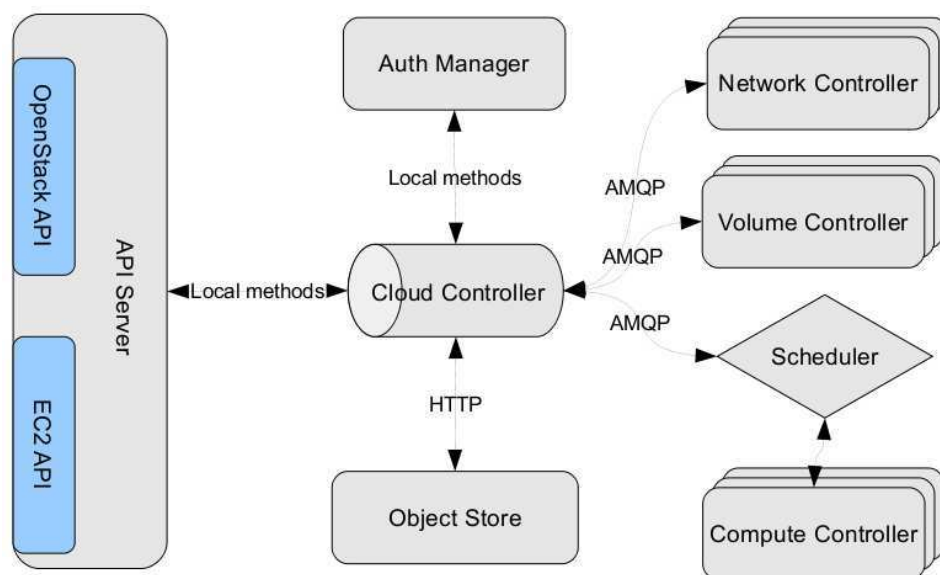 OpenStack API
EC2 API
API Server
Auth Manager
Local methods
Local methods
Cloud Controller
HTTP
Object Store
AMQP
AMQP
AMQP
Network Controller
Volume Controller
Scheduler
Compute Controller